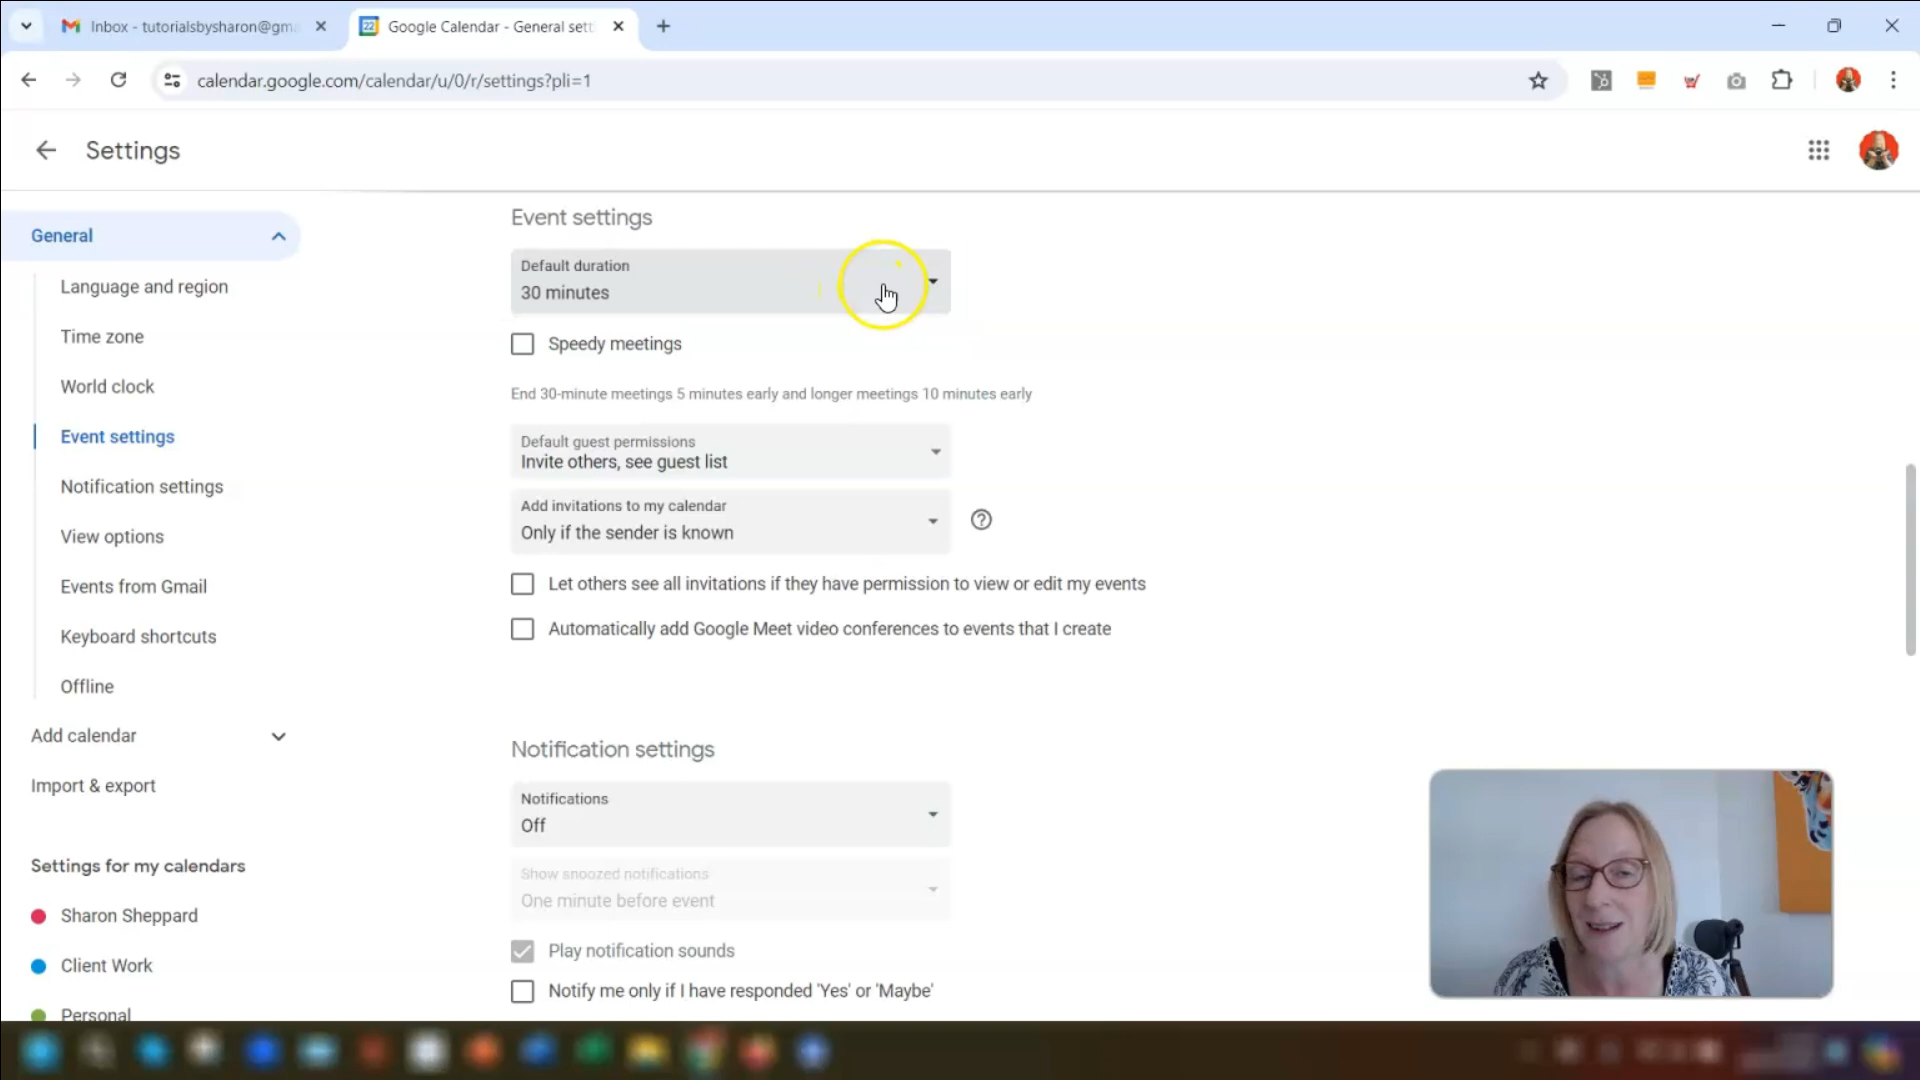 Inbox - tutorialsbysharon@gm
Google Calendar - General sett
calendar.google.com/calendar/u/0/r/settings?pli=1
Settings
General
Language and region
Time zone
World clock
Event settings
Notification settings
View options
Events from Gmail
Keyboard shortcuts
Offline
Add calendar
Import & export
Settings for my calendars
Sharon Sheppard
Client Work
Personal
Event settings
Default duration
30 minutes
Speedy meetings
End 30-minute meetings 5 minutes early and longer meetings 10 minutes early
Default guest permissions
Invite others, see guest list
Add invitations to my calendar
Only if the sender is known
Let others see all invitations if they have permission to view or edit my events
Automatically add Google Meet video conferences to events that I create
Notification settings
Notifications
Off
Show snoozed notifications
One minute before event
Play notification sounds
Notify me only if I have responded 'Yes' or 'Maybe'